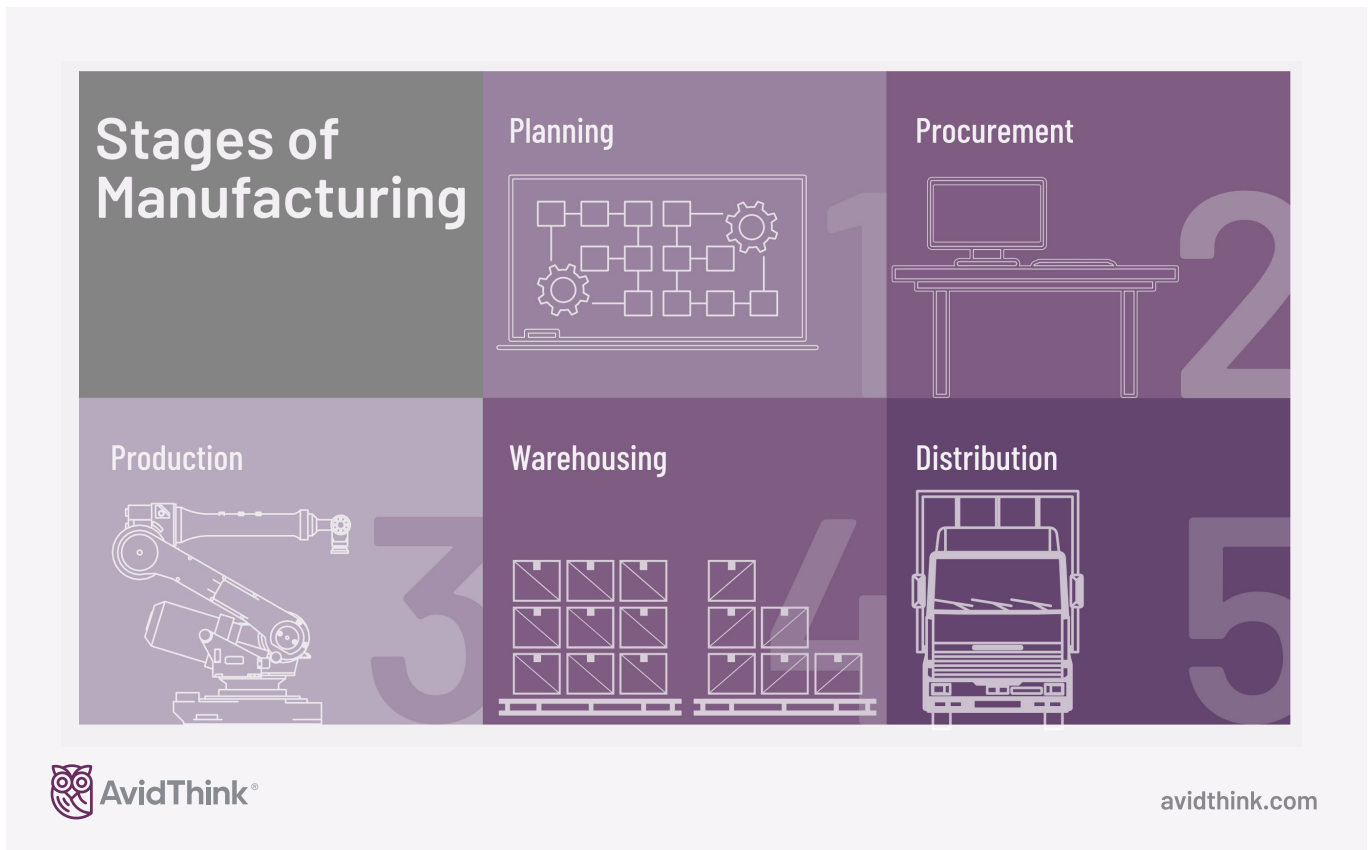 Stages of
Manufacturing
Planning
1
Procurement
2
Production
3
Warehousing
4
Distribution
5
AvidThink®
avidthink.com